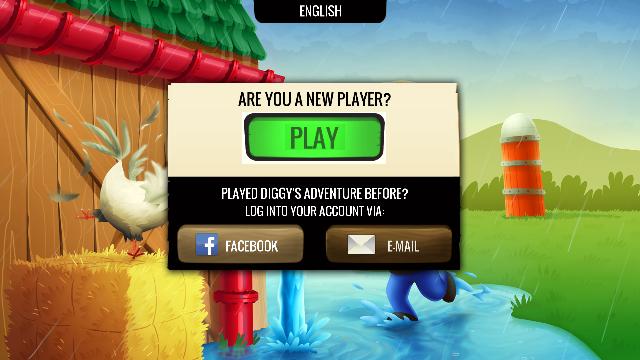 ENGLISH
ARE YOU A NEW PLAYER?
PLAY
PLAYED DIGGY'S ADVENTURE BEFORE?
LOG INTO YOUR ACCOUNT VIA:
FACEBOOK
E-MAIL